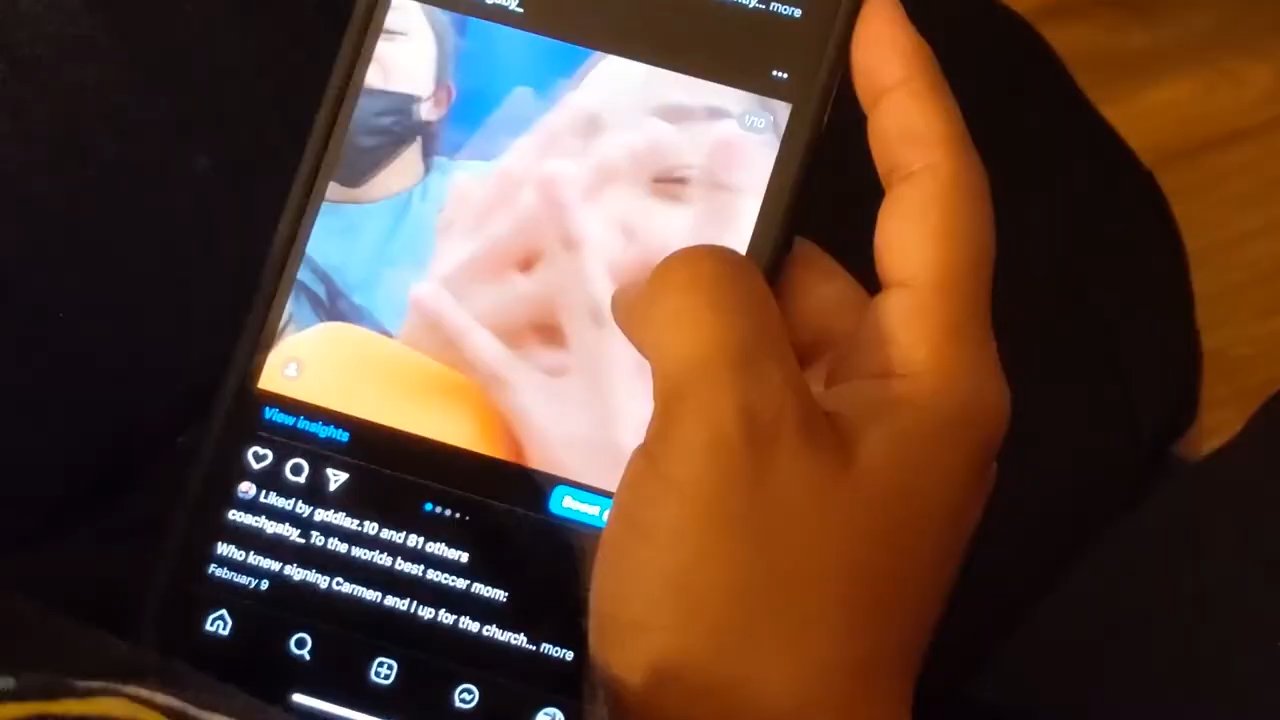 more
1/10
View insights
Boost
Liked by gddiaz.10 and 81 others
coachgaby_ To the worlds best soccer mom:
Who knew signing Carmen and I up for the church... more
February 9